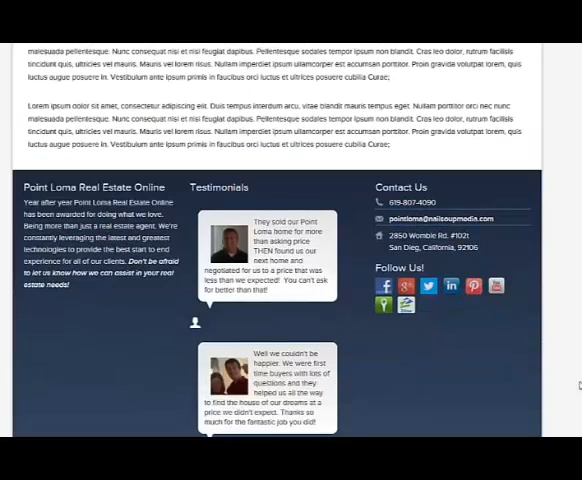 malesuada pellentesque. Nunc consequat nisi et nisi feugiat dapibus. Pellentesque sodales tempor ipsum non blandit. Cras leo dolor, rutrum facilisis
tincidunt quis, ultricies vel mauris. Mauris vel lorem risus. Nullam imperdiet ipsum ullamcorper est accumsan porttitor. Proin gravida volutpat lorem,
luctus augue posuere in. Vestibulum ante ipsum primis in faucibus orci luctus et ultrices posuere cubilia Curae;
Lorem ipsum dolor sit amet, consectetur adipiscing elit. Duis tempus interdum arcu, vitae blandit mauris tempus eget. Nullam porttitor orci nec nunc
malesuada pellentesque. Nunc consequat nisi et nisi feugiat dapibus. Pellentesque sodales tempor ipsum non blandit. Cras leo dolor, rutrum facilisis
tincidunt quis, ultricies vel mauris. Mauris vel lorem risus. Nullam imperdiet ipsum ullamcorper est accumsan porttitor. Proin gravida volutpat lorem,
luctus augue posuere in. Vestibulum ante ipsum primis in faucibus orci luctus et ultrices posuere cubilia Curae;
Point Loma Real Estate Online
Year after year Point Loma Real Estate Online
has been awarded for doing what we love.
Being more than just a real estate agent. We're
constantly leveraging the latest and greatest
technologies to provide the best start to end
experience for all of our clients. Don't be afraid
to let us know how we can assist in your real
estate needs!
Testimonials
They sold our Point
Loma home for more
than asking price
THEN found us our
next home and
negotiated for us to a price that was
less than we expected! You can't ask
for better than that!
Well we couldn't be
happier. We were first
time buyers with lots of
questions and they
helped us all the way
to find the house of our dreams at a
price we didn't expect. Thanks so
much for the fantastic job you did!
Contact Us
619-807-4090
pointloma@nailsoupmedia.com
2850 Womble Rd. #102t
San Diego, California, 92106
Follow Us!